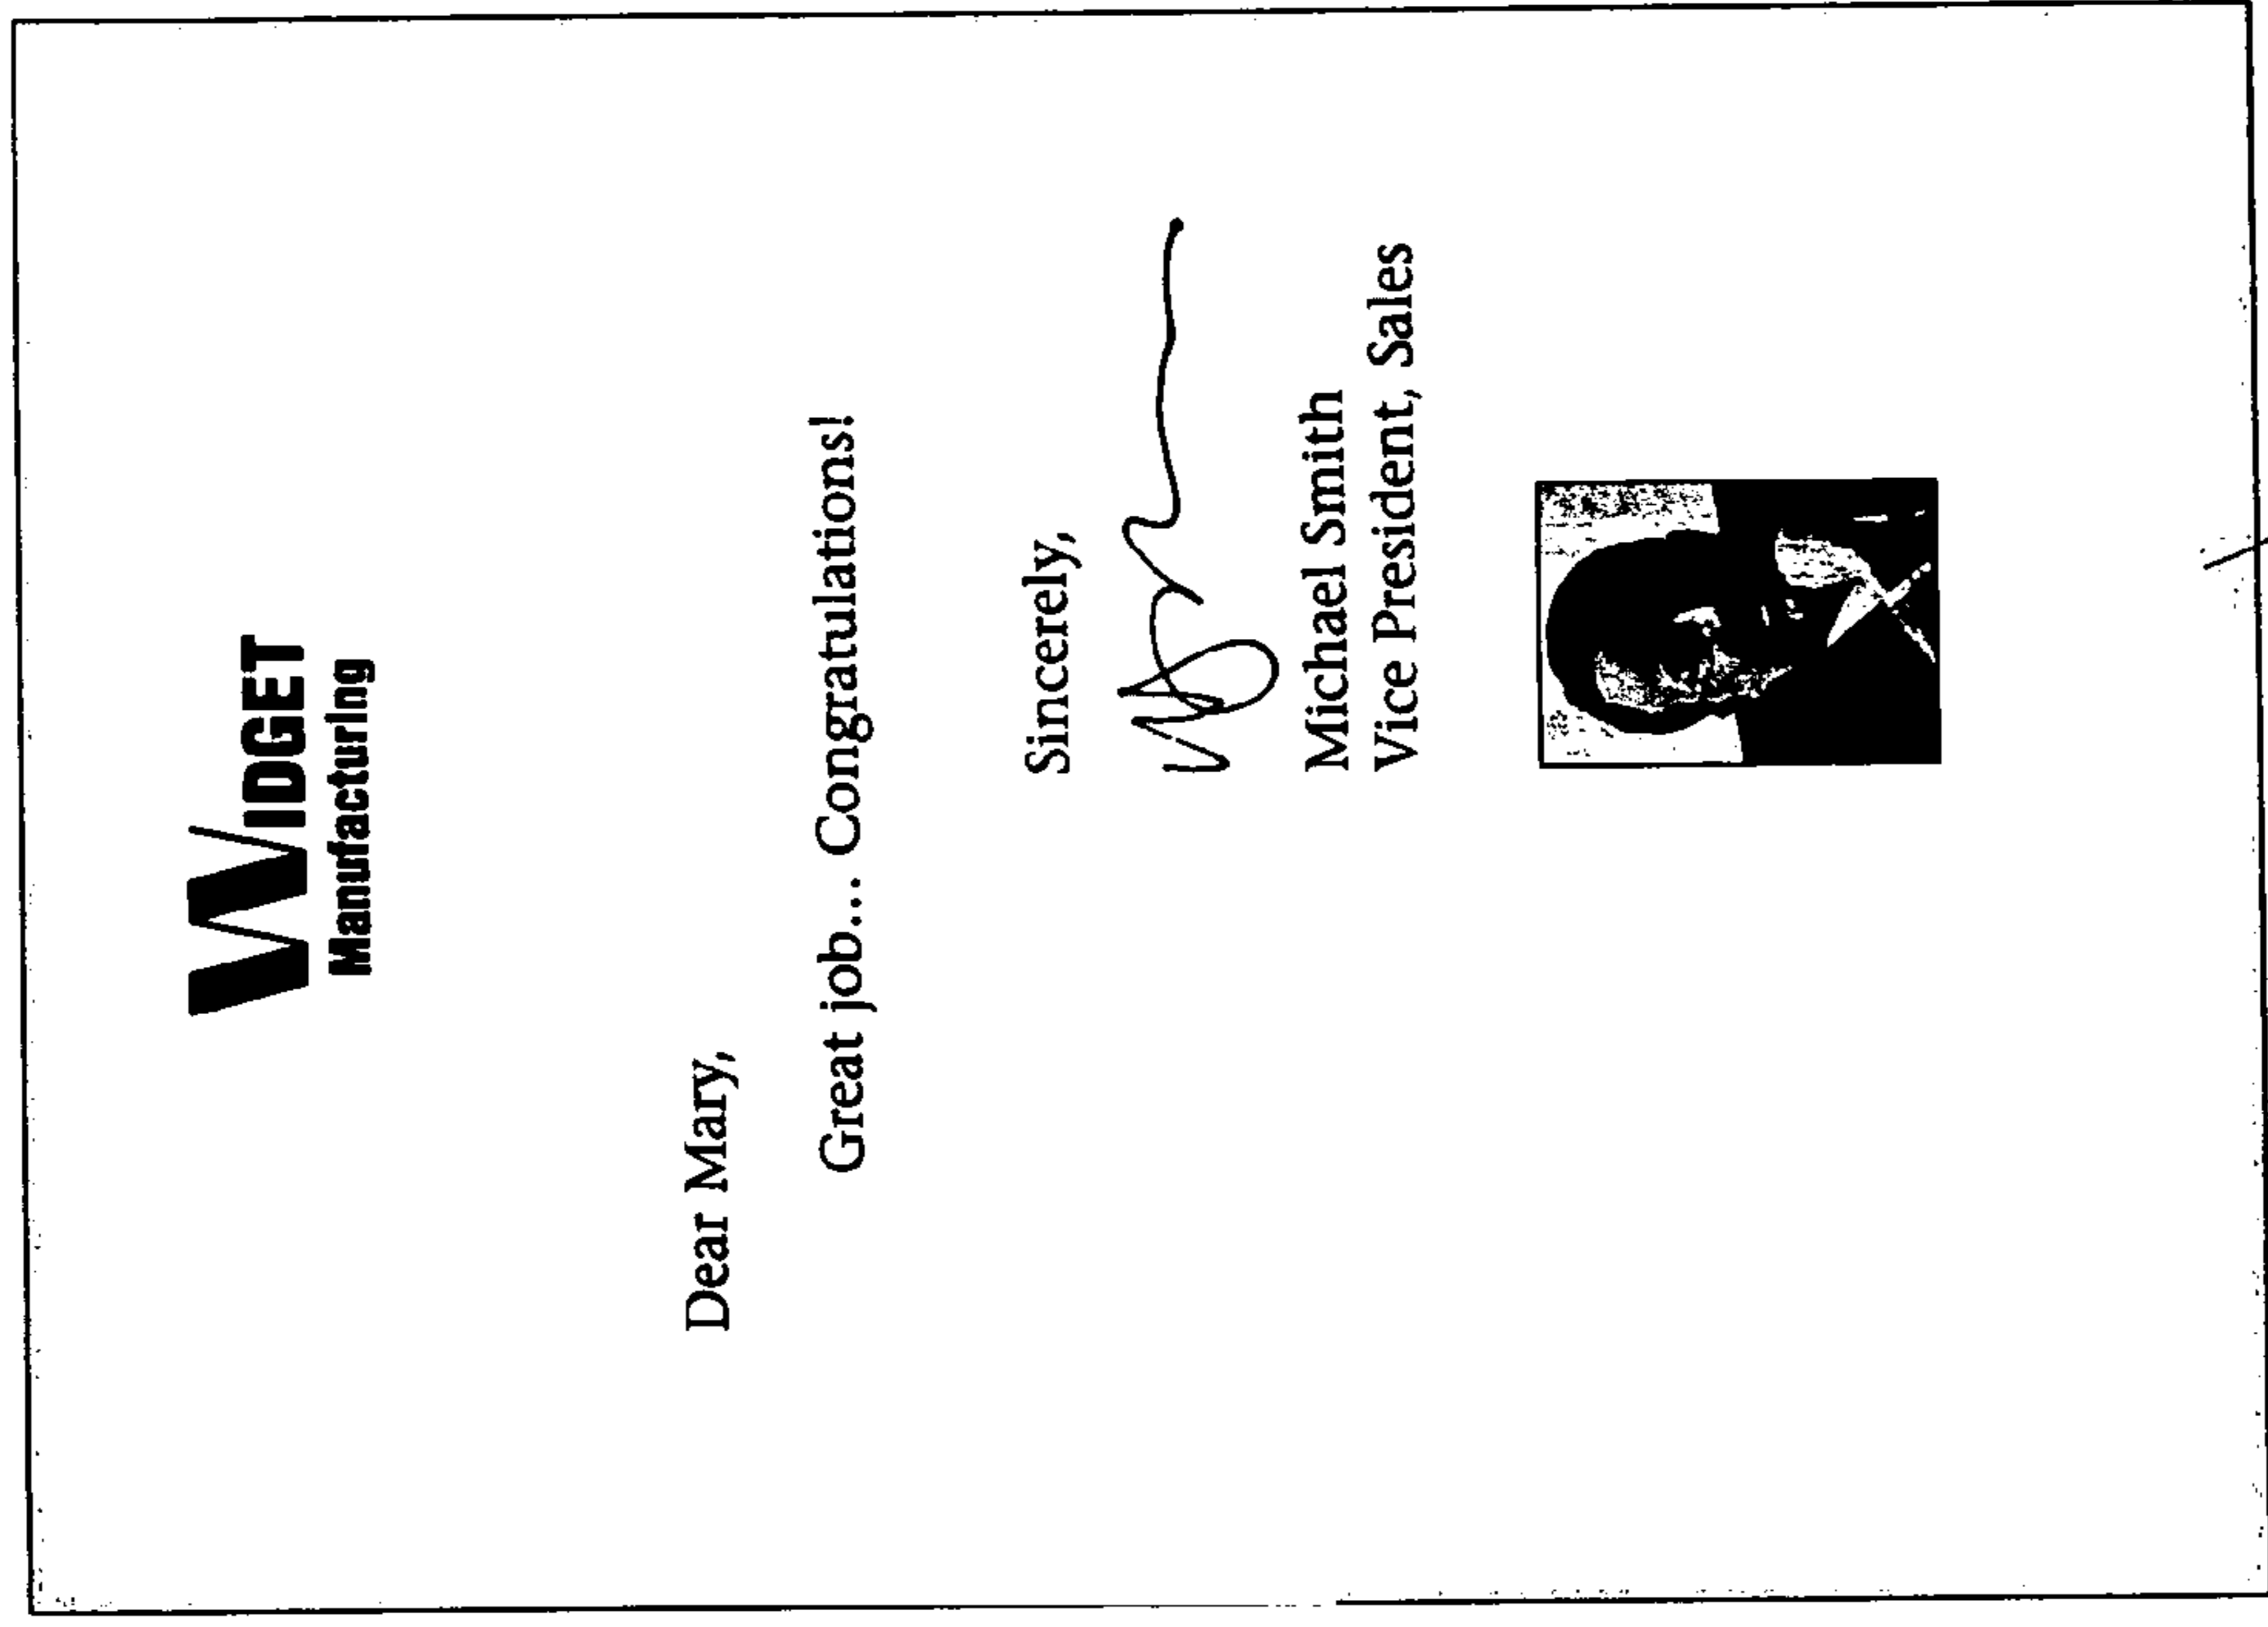 WIDGET
Manufacturing
Dear Mary,
Great job... Congratulations!
Sincerely,
Michael Smith
Vice President, Sales